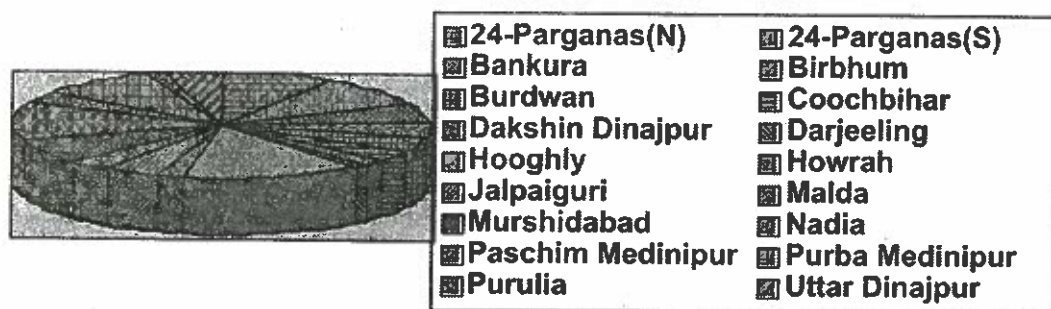 24-Parganas(N) 24-Parganas(S)
Bankura Birbhum
Burdwan Coochbihar
Dakshin Dinajpur Darjeeling
Hooghly Howrah
Jalpaiguri Malda
Murshidabad Nadia
Paschim Medinipur Purba Medinipur
Purulia Uttar Dinajpur